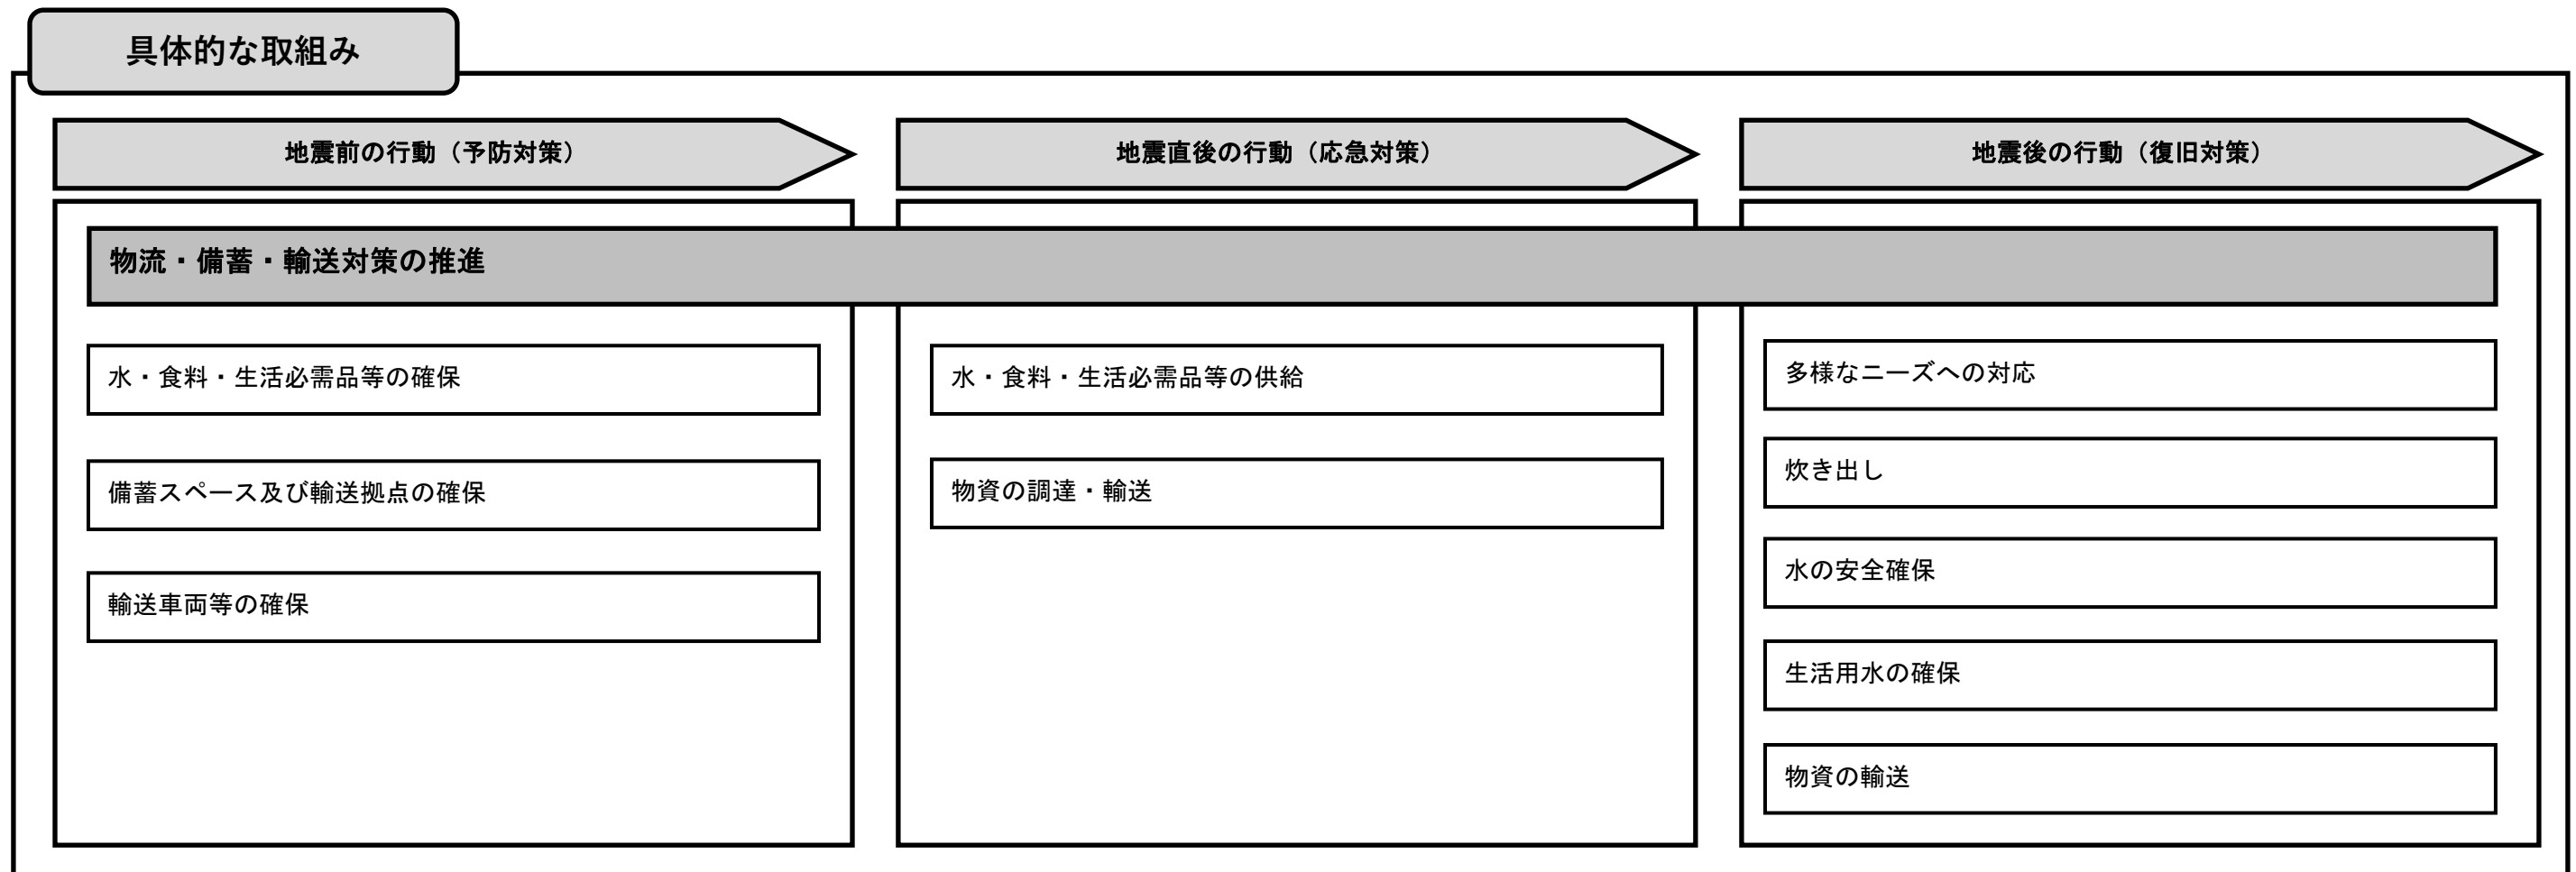 具体的な取組み
地震前の行動（予防対策）
地震直後の行動（応急対策）
地震後の行動（復旧対策）
物流・備蓄・輸送対策の推進
水・食料・生活必需品等の確保
備蓄スペース及び輸送拠点の確保
輸送車両等の確保
水・食料・生活必需品等の供給
物資の調達・輸送
多様なニーズへの対応
炊き出し
水の安全確保
生活用水の確保
物資の輸送